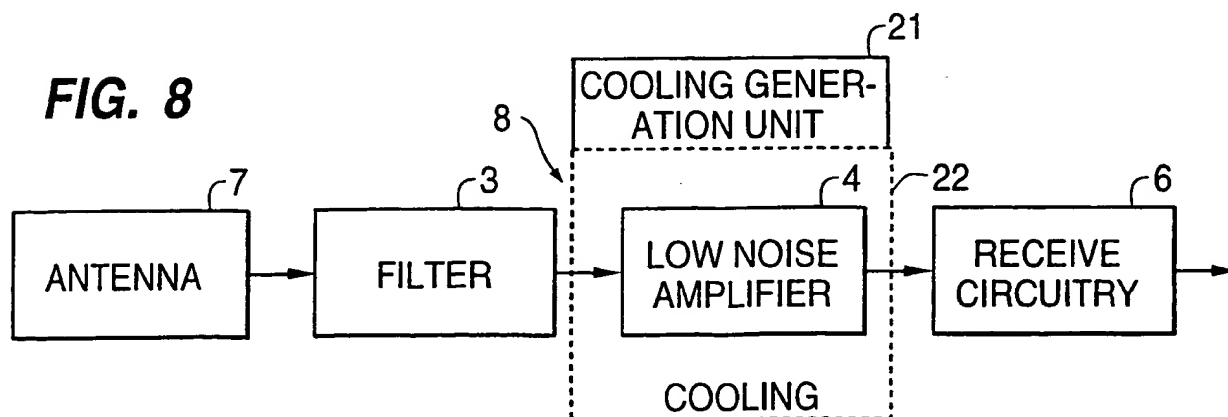 FIG. 8
21
COOLING GENER-
ATION UNIT
8
22
7
ANTENNA
3
FILTER
4
LOW NOISE
AMPLIFIER
6
RECEIVE
CIRCUITRY
COOLING